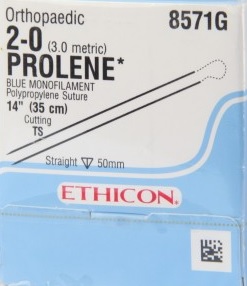 Orthopaedic 8571G
2-0 (3.0 metric)
PROLENE*
BLUE MONOFILAMENT
Polypropylene Suture
14" (35 cm)
Cutting
TS
Straight 50mm
ETHICON